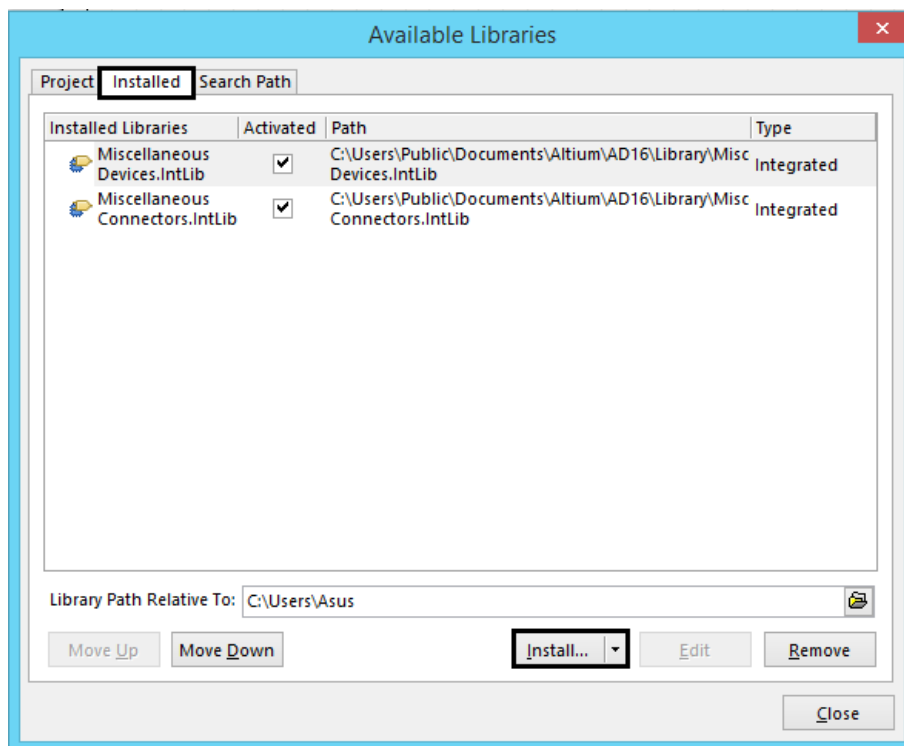 Available Libraries
Project Installed Search Path
Installed Libraries Activated Path Type
Miscellaneous Devices.IntLib C:\Users\Public\Documents\Altium\AD16\Library\Misc Devices.IntLib Integrated
Miscellaneous Connectors.IntLib C:\Users\Public\Documents\Altium\AD16\Library\Misc Connectors.IntLib Integrated
Library Path Relative To: C:\Users\Asus
Move Up Move Down Install... Edit Remove
Close